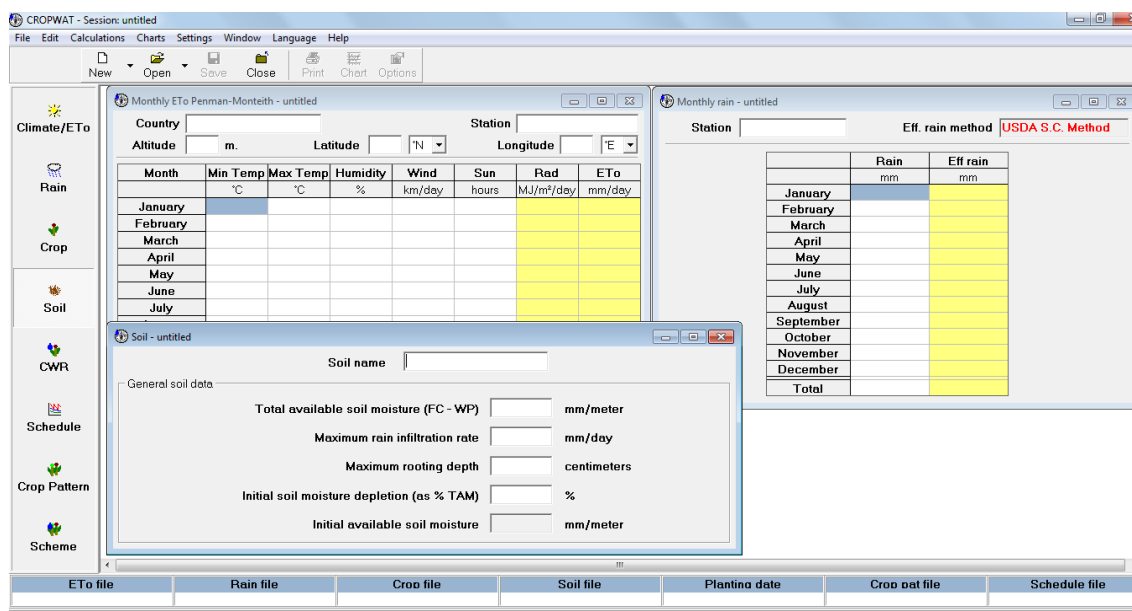 CROPWAT - Session: untitled
File Edit Calculations Charts Settings Window Language Help
New Open Save Close Print Chart Options
Climate/ETo
Rain
Crop
Soil
CWR
Schedule
Crop Pattern
Scheme
Monthly ETo Penman-Monteith - untitled
Country Station
Altitude m. Latitude °N Longitude °E
Month Min Temp Max Temp Humidity Wind Sun Rad ETo
°C °C % km/day hours MJ/m²/day mm/day
January
February
March
April
May
June
July
Monthly rain - untitled
Station Eff. rain method USDA S.C. Method
Rain Eff rain
mm mm
January
February
March
April
May
June
July
August
September
October
November
December
Total
Soil - untitled
Soil name
General soil data
Total available soil moisture (FC - WP) mm/meter
Maximum rain infiltration rate mm/day
Maximum rooting depth centimeters
Initial soil moisture depletion (as % TAM) %
Initial available soil moisture mm/meter
ETo file Rain file Crop file Soil file Planting date Crop pat file Schedule file